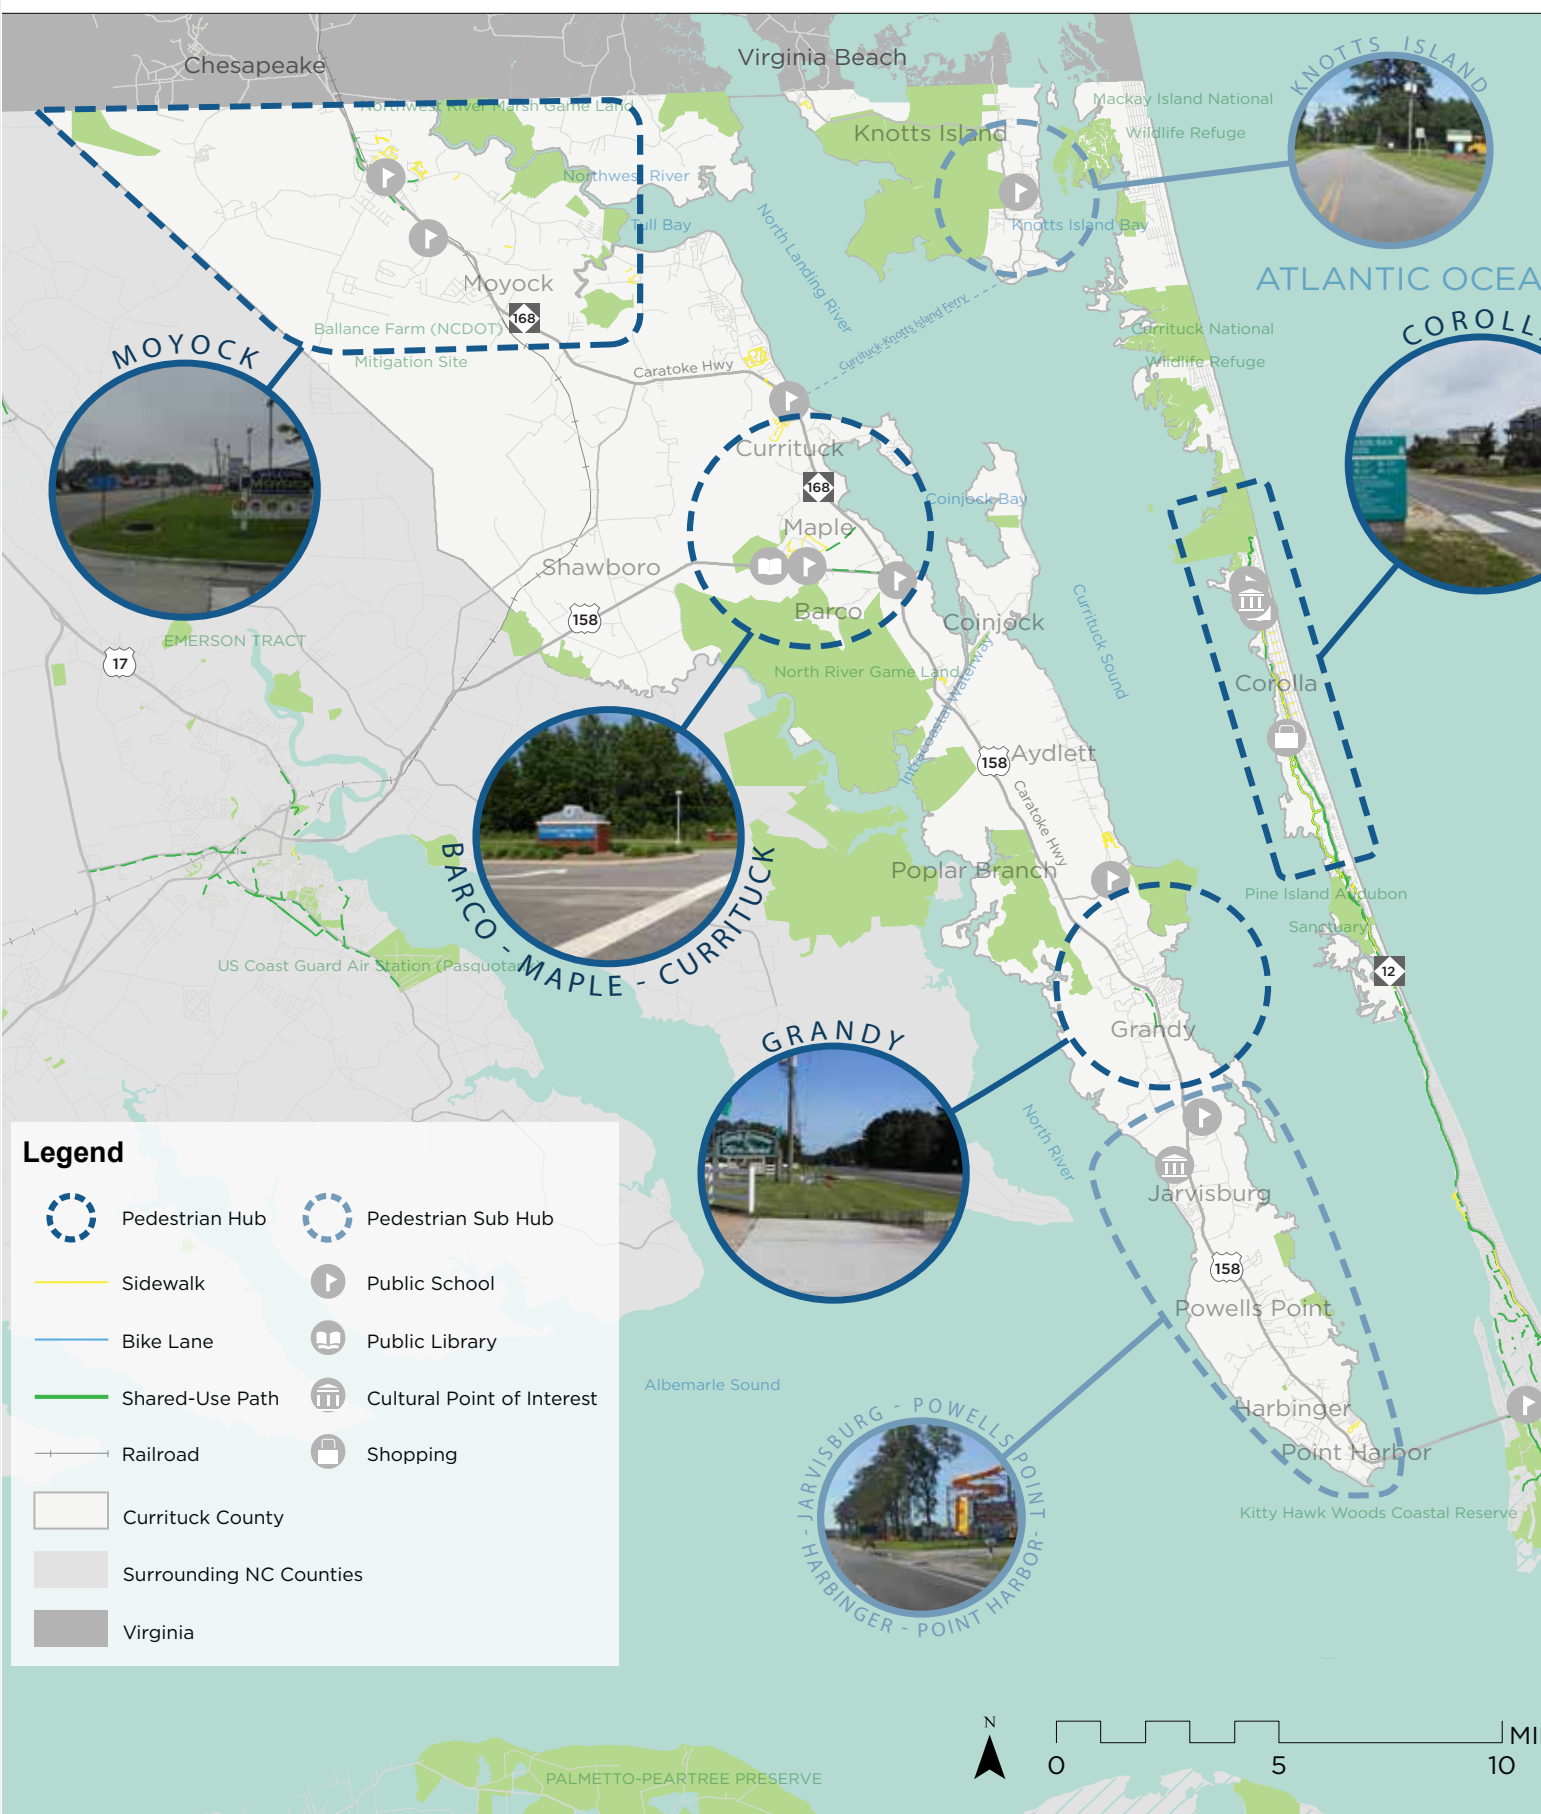 Chesapeake
Virginia Beach
KNOTTS ISLAND
Northwest River Marsh Game Land
Mackay Island National
Wildlife Refuge
Knotts Island
Northwest River
Tull Bay
Knotts Island Bay
North Landing River
Moyock
168
ATLANTIC OCEA
Currituck-Knotts Island Ferry
Ballance Farm (NCDOT)
Mitigation Site
Currituck National
Wildlife Refuge
COROLL
MOYOCK
Caratoke Hwy
Currituck
168
Coinjock Bay
Maple
Shawboro
Barco
158
Coinjock
Currituck Sound
EMERSON TRACT
17
North River Game Land
Intracoastal Waterway
Corolla
158
Aydlett
Caratoke Hwy
Poplar Branch
BARCO - MAPLE - CURRITUCK
Pine Island Audubon
Sanctuary
US Coast Guard Air Station (Pasquotan
12
GRANDY
Grandy
North River
Jarvisburg
158
Powells Point
Albemarle Sound
Harbinger
Point Harbor
JARVISBURG - POWELLS POINT
- HARBINGER - POINT HARBOR -
Kitty Hawk Woods Coastal Reserve
Legend
Pedestrian Hub
Pedestrian Sub Hub
Sidewalk
Public School
Bike Lane
Public Library
Shared-Use Path
Cultural Point of Interest
Railroad
Shopping
Currituck County
Surrounding NC Counties
Virginia
N
MI
0 5 10
PALMETTO-PEARTREE PRESERVE